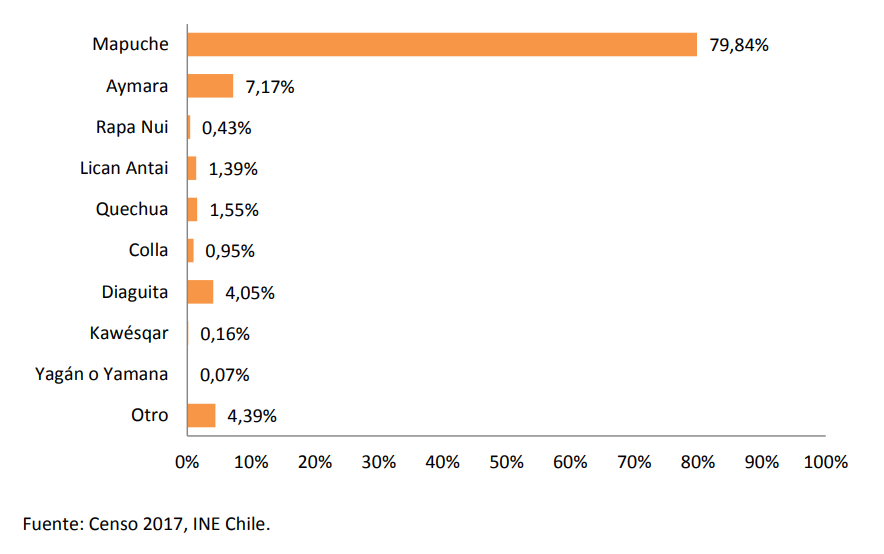 Mapuche 79,84%
Aymara 7,17%
Rapa Nui 0,43%
Lican Antai 1,39%
Quechua 1,55%
Colla 0,95%
Diaguita 4,05%
Kawésqar 0,16%
Yagán o Yamana 0,07%
Otro 4,39%
0% 10% 20% 30% 40% 50% 60% 70% 80% 90% 100%
Fuente: Censo 2017, INE Chile.